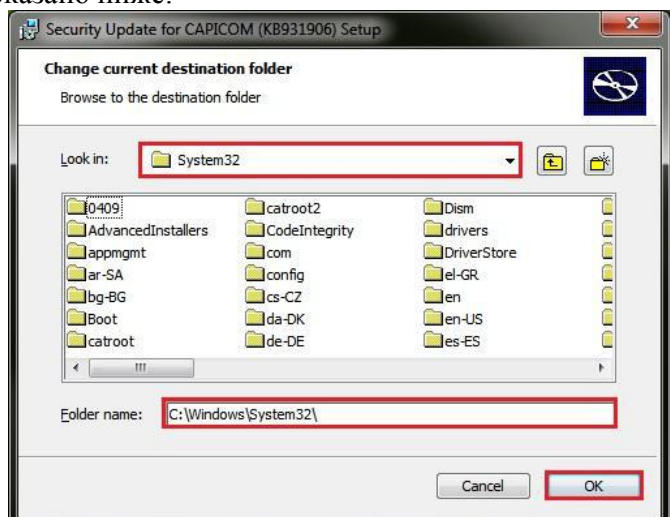 Security Update for CAPICOM (KB931906) Setup
Change current destination folder
Browse to the destination folder
Look in: System32
0409 catroot2 Dism
AdvancedInstallers CodeIntegrity drivers
appmgmt com DriverStore
ar-SA config el-GR
bg-BG cs-CZ en
Boot da-DK en-US
catroot de-DE es-ES
Folder name: C:\Windows\System32\
Cancel OK